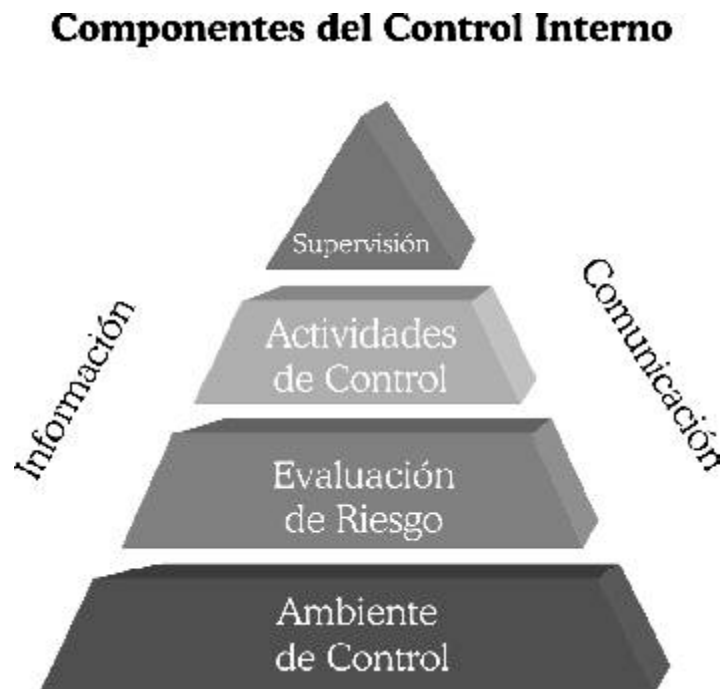 Componentes del Control Interno
Supervisión
Información
Comunicación
Actividades
de Control
Evaluación
de Riesgo
Ambiente
de Control